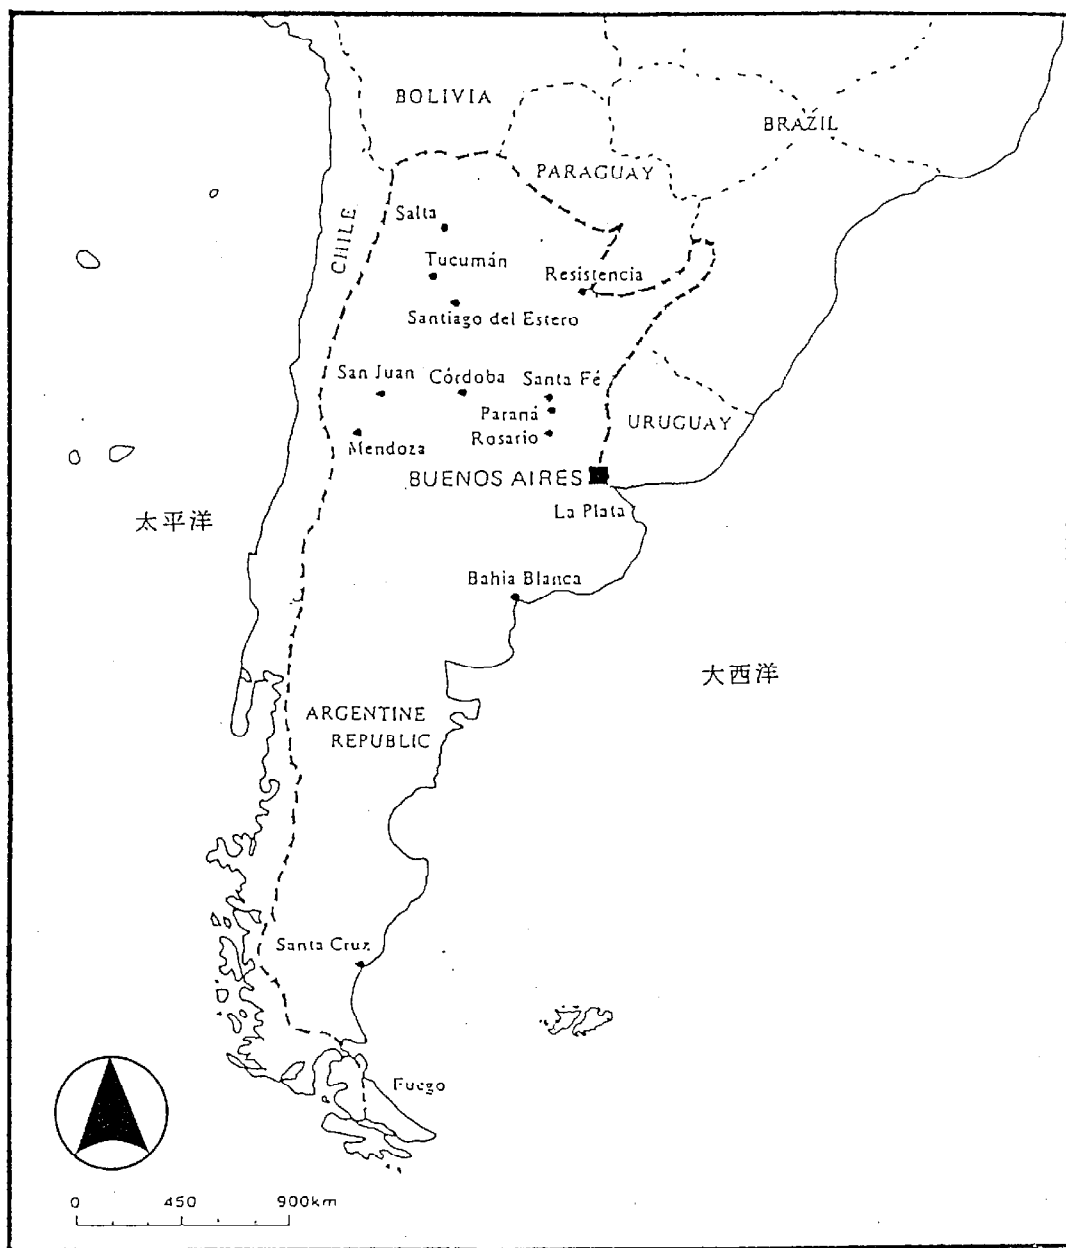 BOLIVIA
BRAZIL
PARAGUAY
CHILE
Salta
Tucumán
Resistencia
Santiago del Estero
San Juan
Córdoba
Santa Fé
Paraná
URUGUAY
Rosario
Mendoza
BUENOS AIRES
La Plata
太平洋
Bahia Blanca
大西洋
ARGENTINE
REPUBLIC
Santa Cruz
Fuego
0 450 900km